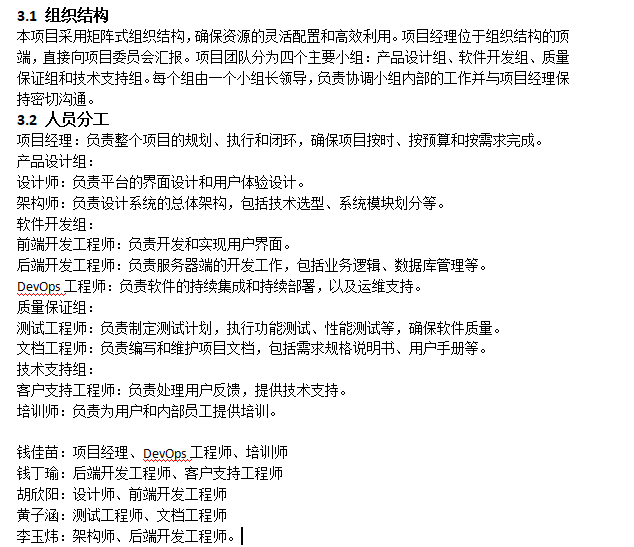 3.1 组织结构
本项目采用矩阵式组织结构，确保资源的灵活配置和高效利用。项目经理位于组织结构的顶
端，直接向项目委员会汇报。项目团队分为四个主要小组：产品设计组、软件开发组、质量
保证组和技术支持组。每个组由一个小组长领导，负责协调小组内部的工作并与项目经理保
持密切沟通。
3.2 人员分工
项目经理：负责整个项目的规划、执行和闭环，确保项目按时、按预算和按需求完成。
产品设计组：
设计师：负责平台的界面设计和用户体验设计。
架构师：负责设计系统的总体架构，包括技术选型、系统模块划分等。
软件开发组：
前端开发工程师：负责开发和实现用户界面。
后端开发工程师：负责服务器端的开发工作，包括业务逻辑、数据库管理等。
DevOps 工程师：负责软件的持续集成和持续部署，以及运维支持。
质量保证组：
测试工程师：负责制定测试计划，执行功能测试、性能测试等，确保软件质量。
文档工程师：负责编写和维护项目文档，包括需求规格说明书、用户手册等。
技术支持组：
客户支持工程师：负责处理用户反馈，提供技术支持。
培训师：负责为用户和内部员工提供培训。
钱佳苗：项目经理、DevOps 工程师、培训师
钱丁瑜：后端开发工程师、客户支持工程师
胡欣阳：设计师、前端开发工程师
黄子涵：测试工程师、文档工程师
李玉炜：架构师、后端开发工程师。